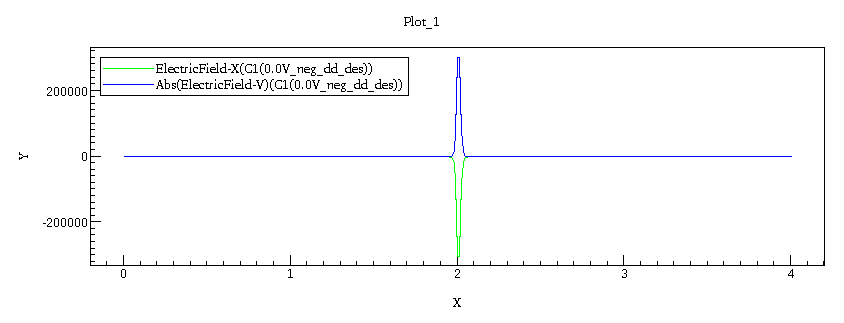 Plot_1
ElectricField-X(C1(0.0V_neg_dd_des))
Abs(ElectricField-V)(C1(0.0V_neg_dd_des))
200000
0
-200000
Y
0 1 2 3 4
X